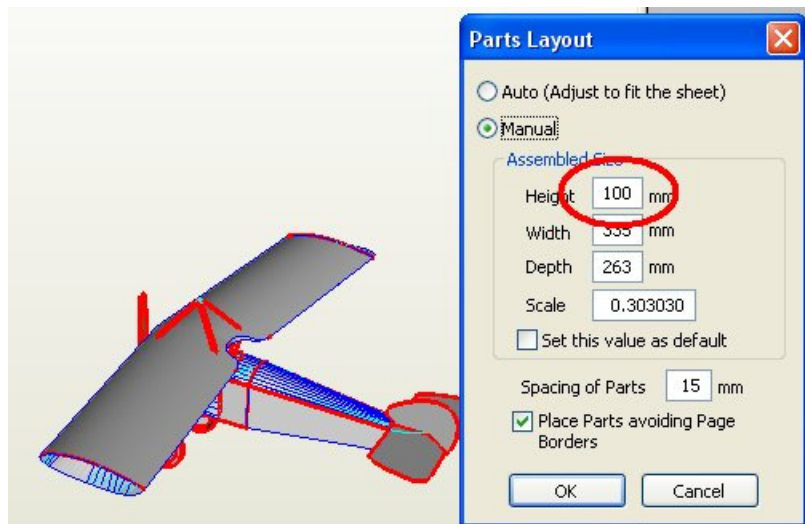 Parts Layout
Auto (Adjust to fit the sheet)
Manual
Assembled Size
Height 100 mm
Width 335 mm
Depth 263 mm
Scale 0.303030
Set this value as default
Spacing of Parts 15 mm
Place Parts avoiding Page
Borders
OK Cancel